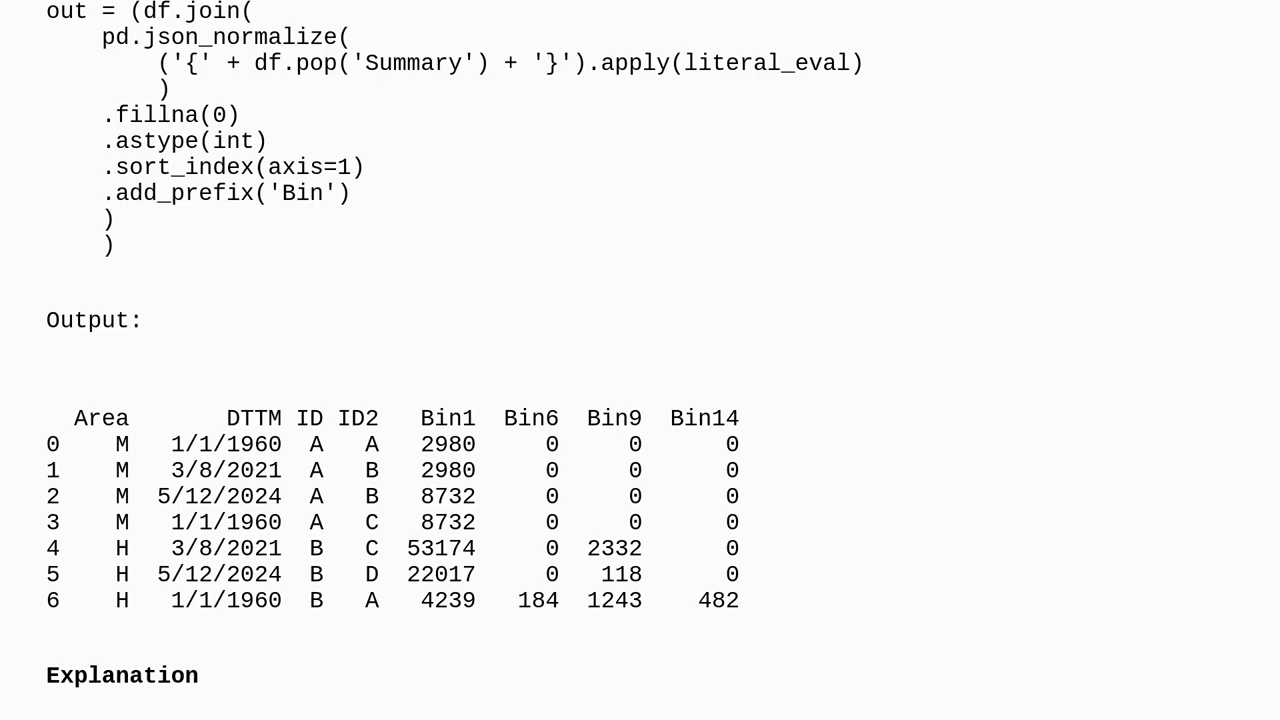 out = (df.join(
    pd.json_normalize(
        ('{' + df.pop('Summary') + '}').apply(literal_eval)
        )
    .fillna(0)
    .astype(int)
    .sort_index(axis=1)
    .add_prefix('Bin')
    )
    )
Output:
  Area       DTTM ID ID2   Bin1  Bin6  Bin9  Bin14
0    M   1/1/1960  A   A   2980     0     0      0
1    M   3/8/2021  A   B   2980     0     0      0
2    M  5/12/2024  A   B   8732     0     0      0
3    M   1/1/1960  A   C   8732     0     0      0
4    H   3/8/2021  B   C  53174     0  2332      0
5    H  5/12/2024  B   D  22017     0   118      0
6    H   1/1/1960  B   A   4239   184  1243    482
Explanation